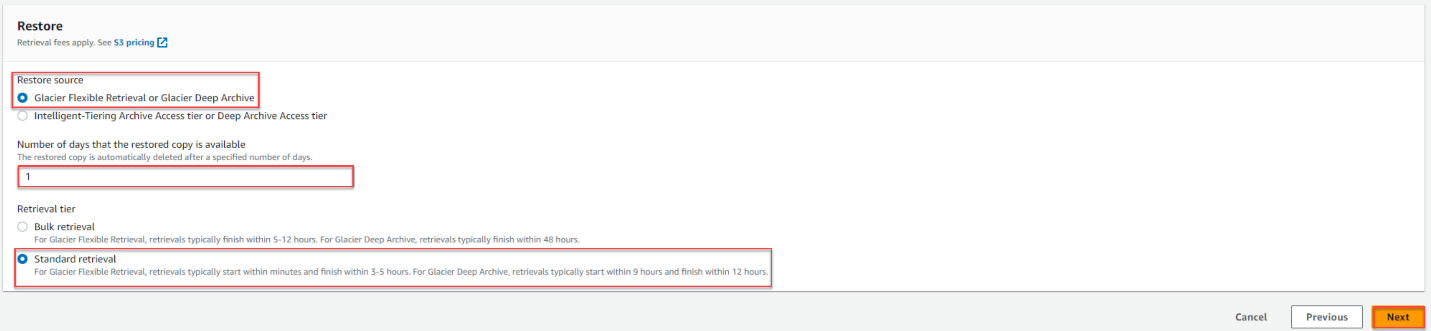 Restore
Retrieval fees apply. See S3 pricing
Restore source
Glacier Flexible Retrieval or Glacier Deep Archive
Intelligent-Tiering Archive Access tier or Deep Archive Access tier
Number of days that the restored copy is available
The restored copy is automatically deleted after a specified number of days.
1
Retrieval tier
Bulk retrieval
For Glacier Flexible Retrieval, retrievals typically finish within 5-12 hours. For Glacier Deep Archive, retrievals typically finish within 48 hours.
Standard retrieval
For Glacier Flexible Retrieval, retrievals typically start within minutes and finish within 3-5 hours. For Glacier Deep Archive, retrievals typically start within 9 hours and finish within 12 hours.
Cancel Previous Next